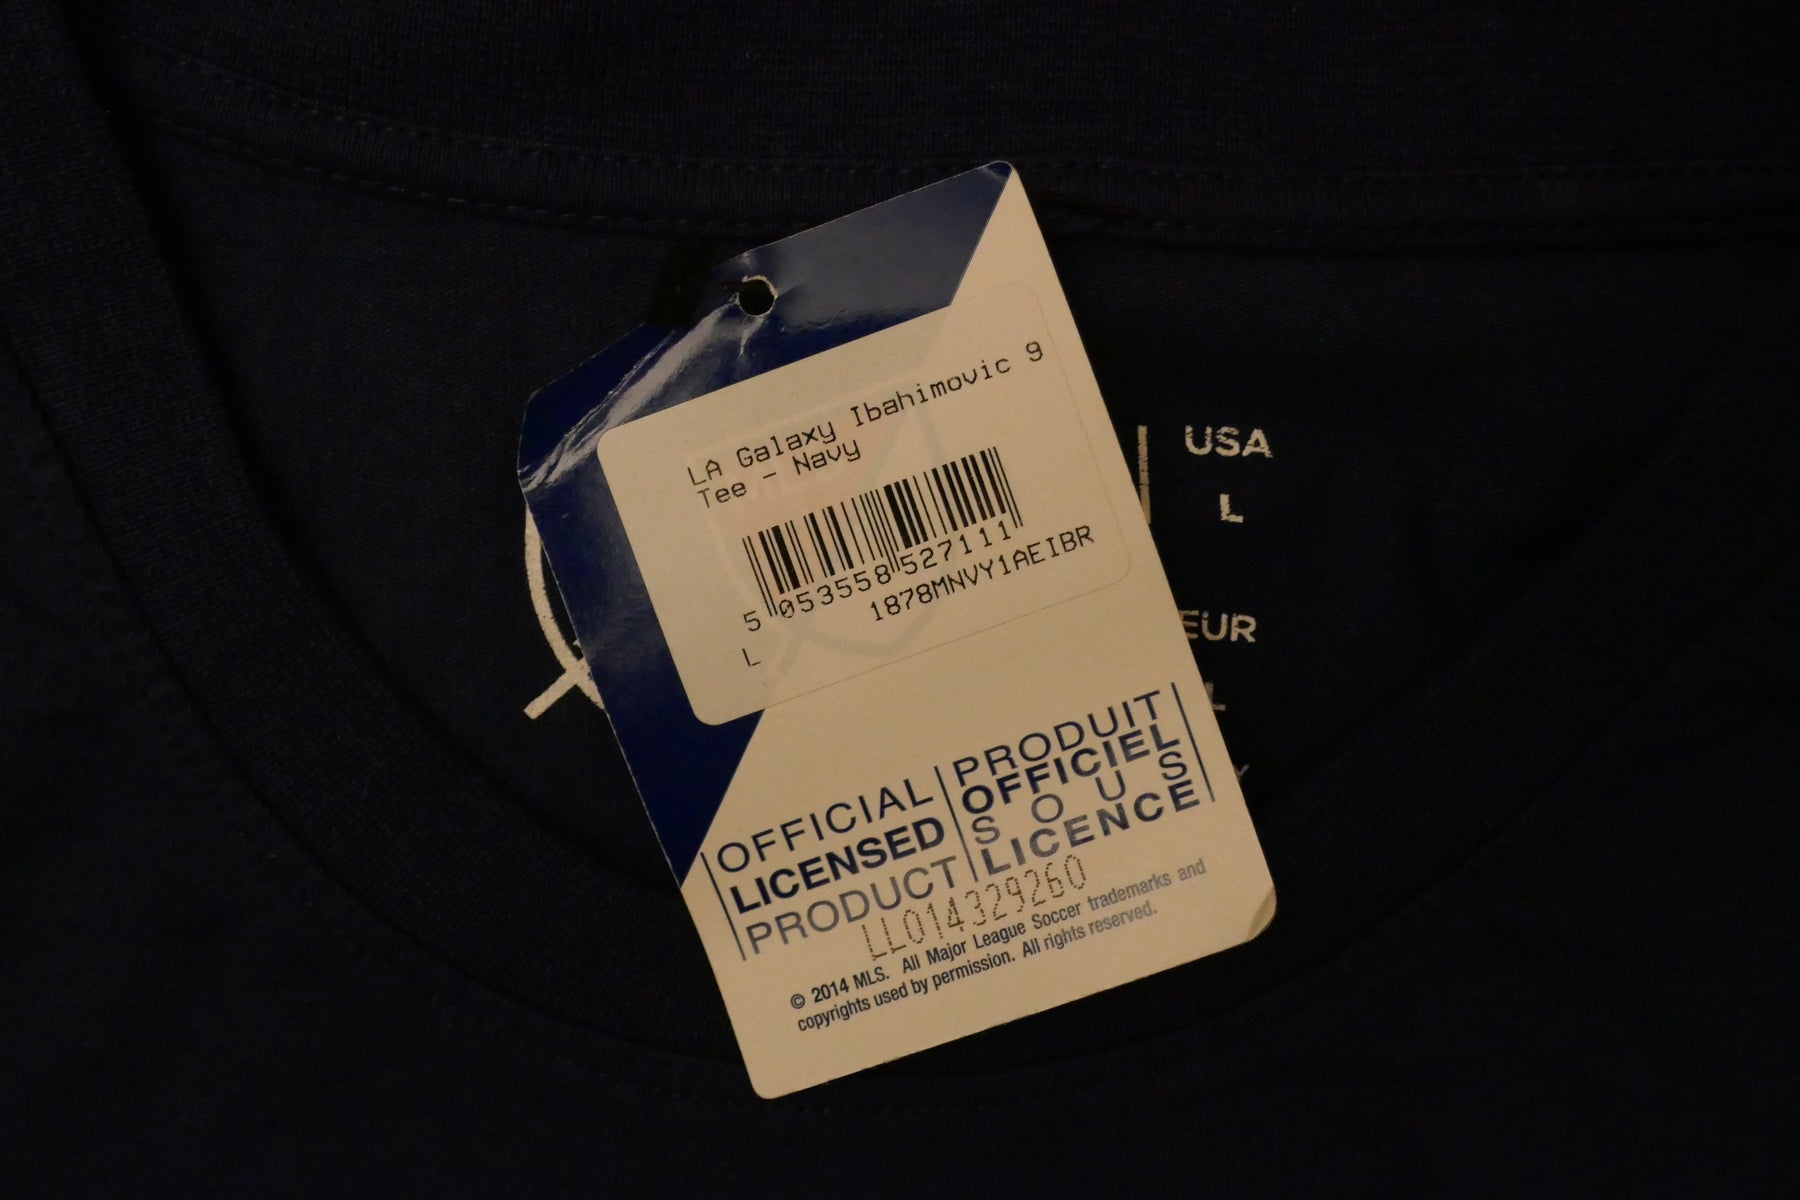 LA Galaxy Ibahimovic 9
Tee - Navy
5 053558 527111
1878MNVY1AEIBR
L
OFFICIAL
LICENSED
PRODUCT
PRODUIT
OFFICIEL
SOUS
LICENCE
LL014329260
© 2014 MLS. All Major League Soccer trademarks and
copyrights used by permission. All rights reserved.
USA
L
EUR
L